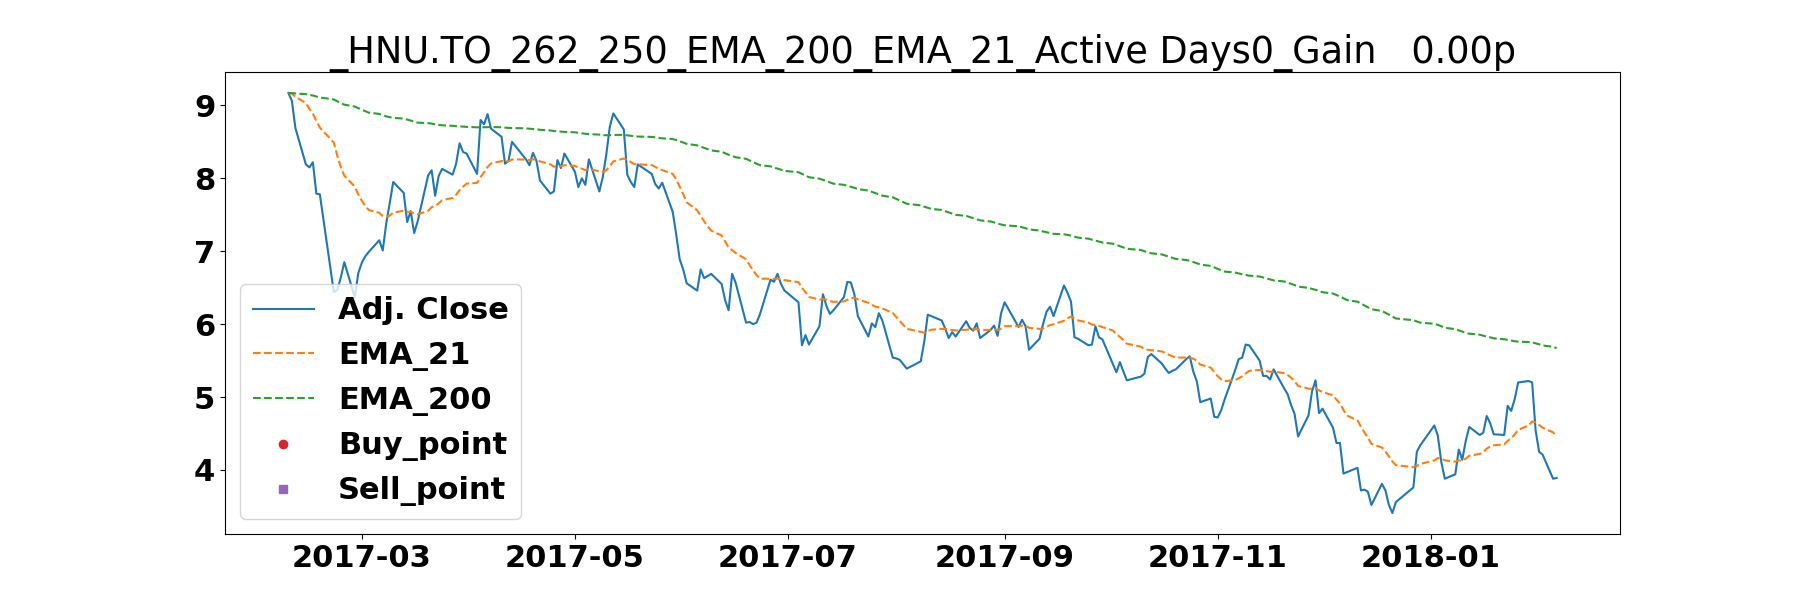 _HNU.TO_262_250_EMA_200_EMA_21_Active Days0_Gain   0.00p
9
8
7
6
5
4
Adj. Close
EMA_21
EMA_200
Buy_point
Sell_point
2017-03 2017-05 2017-07 2017-09 2017-11 2018-01